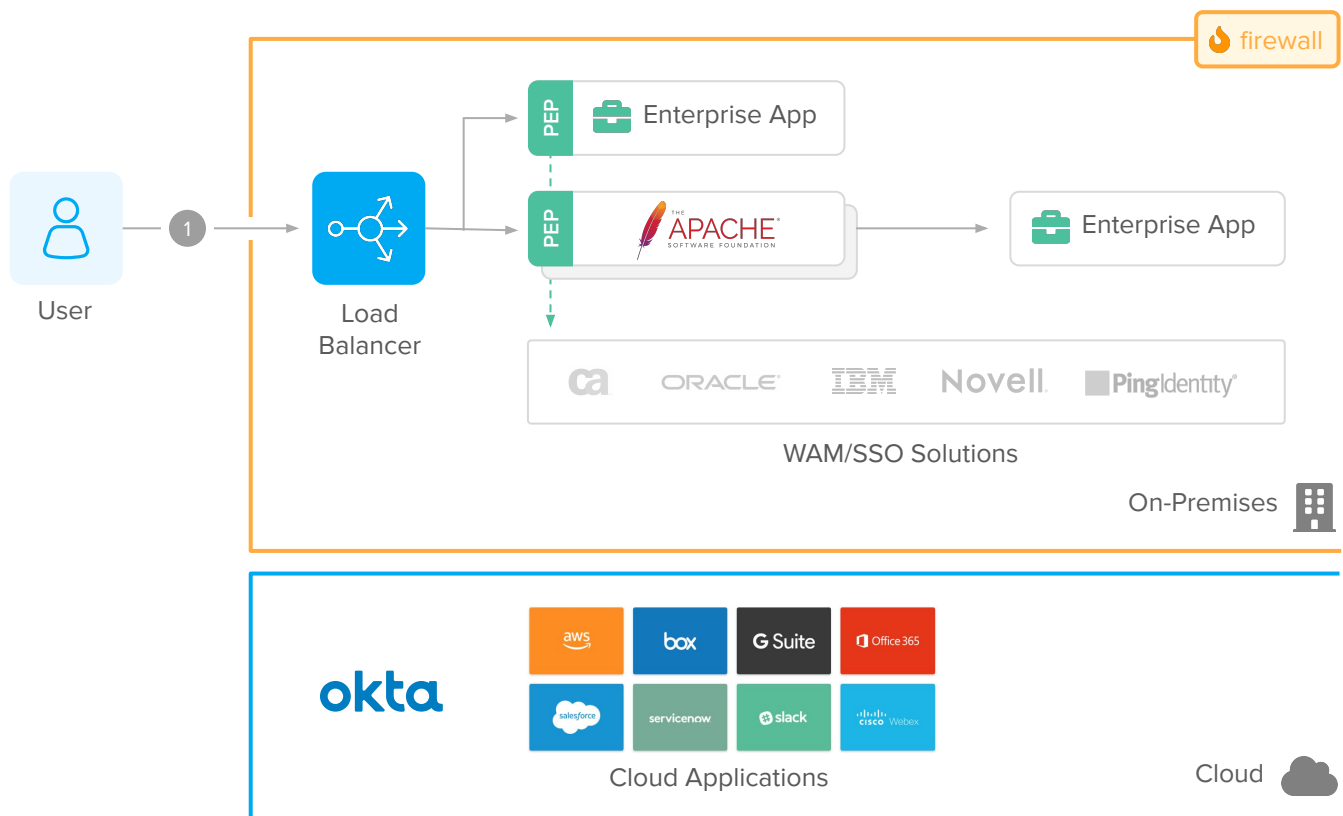 firewall
PEP
Enterprise App
1
User
Load
Balancer
PEP
THE
APACHE®
SOFTWARE FOUNDATION
Enterprise App
ca
ORACLE®
IBM
Novell.
PingIdentity®
WAM/SSO Solutions
On-Premises
okta
aws
box
G Suite
Office 365
salesforce
servicenow
slack
cisco Webex
Cloud Applications
Cloud